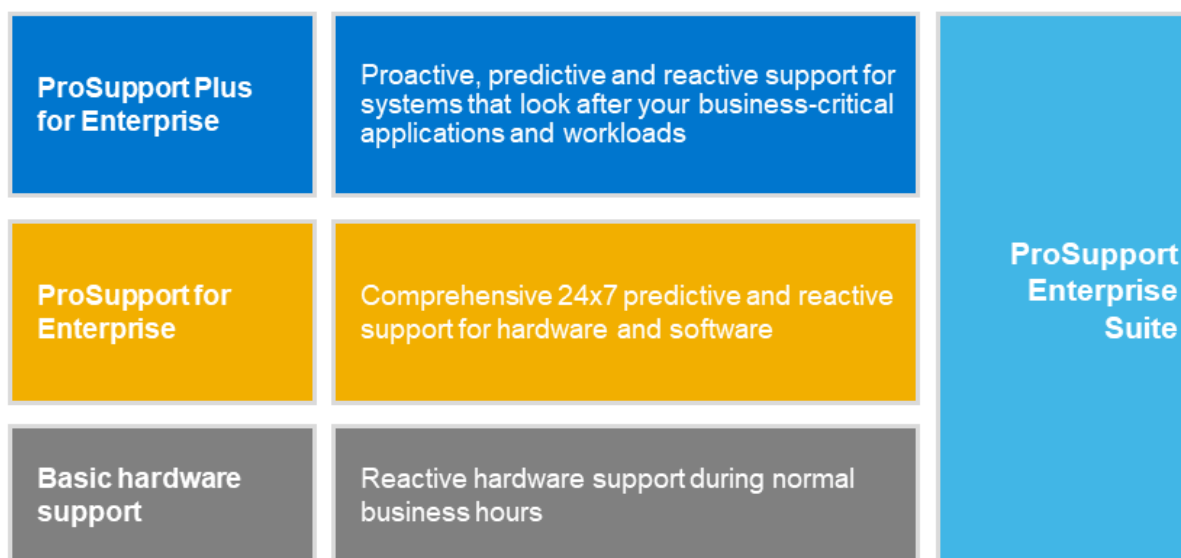 ProSupport Plus
for Enterprise
Proactive, predictive and reactive support for
systems that look after your business-critical
applications and workloads
ProSupport for
Enterprise
Comprehensive 24x7 predictive and reactive
support for hardware and software
Basic hardware
support
Reactive hardware support during normal
business hours
ProSupport
Enterprise
Suite